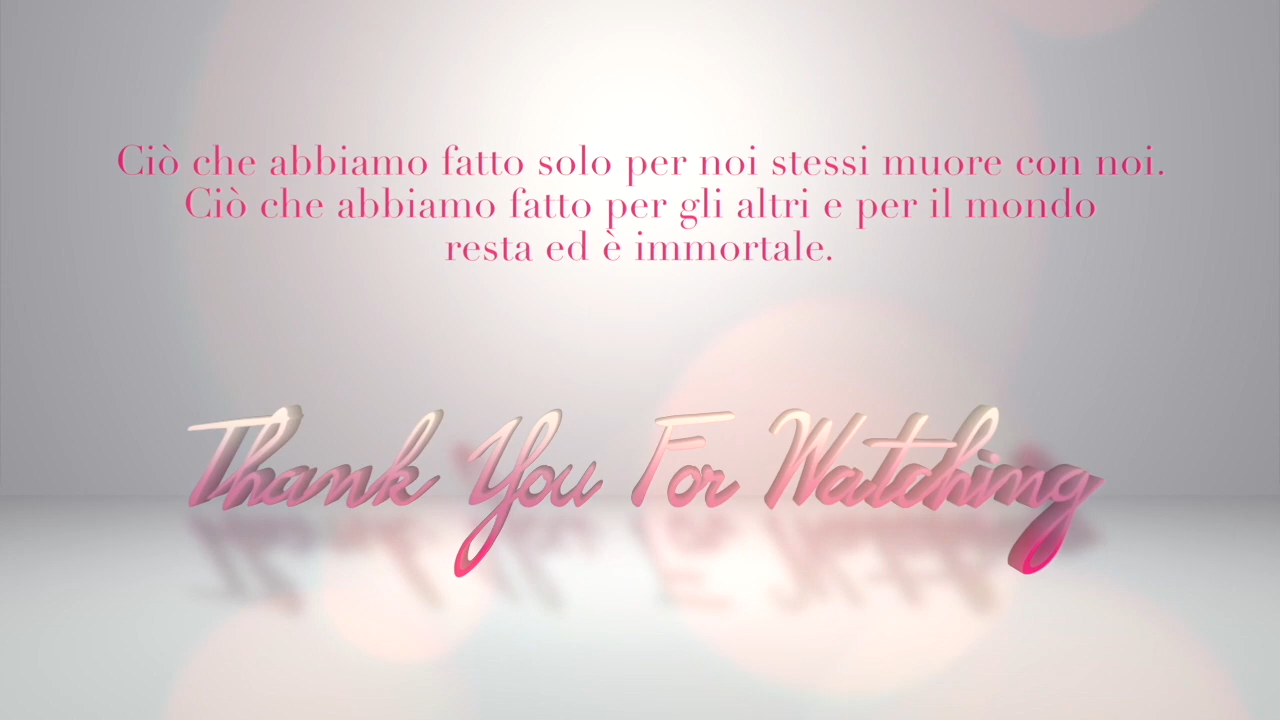 Ciò che abbiamo fatto solo per noi stessi muore con noi.
Ciò che abbiamo fatto per gli altri e per il mondo
resta ed è immortale.
Thank You For Watching